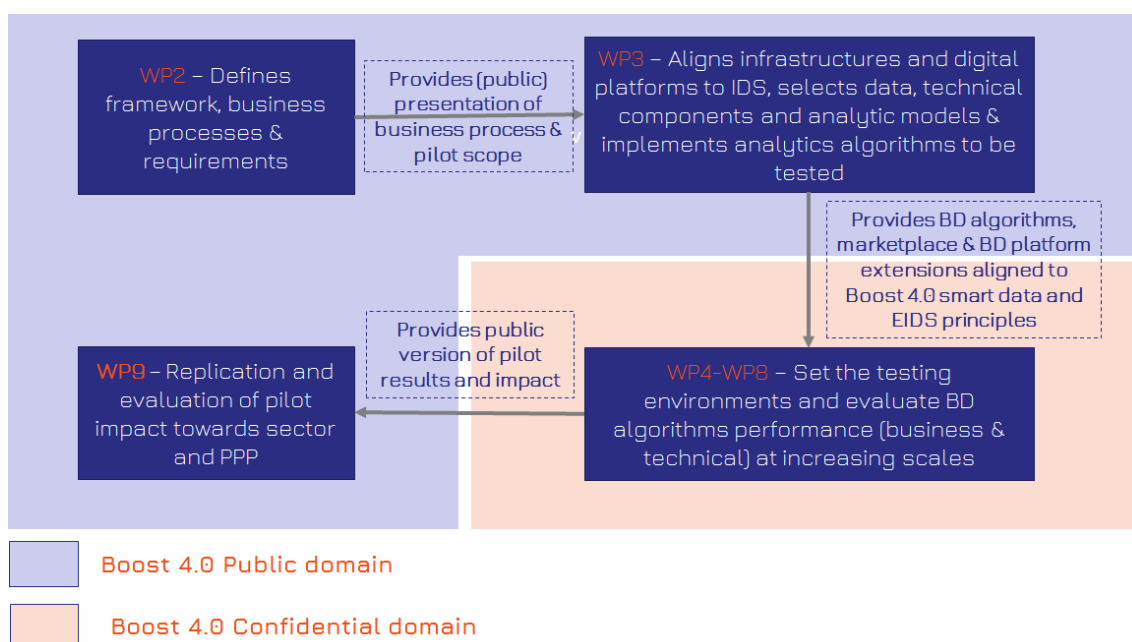 WP2 – Defines
framework, business
processes &
requirements
Provides (public)
presentation of
business process &
pilot scope
v
WP3 – Aligns infrastructures and digital
platforms to IDS, selects data, technical
components and analytic models &
implements analytics algorithms to be
tested
Provides BD algorithms,
marketplace & BD platform
extensions aligned to
Boost 4.0 smart data and
EIDS principles
WP4-WP8 – Set the testing
environments and evaluate BD
algorithms performance (business &
technical) at increasing scales
Provides public
version of pilot
results and impact
WP9 – Replication and
evaluation of pilot
impact towards sector
and PPP
Boost 4.0 Public domain
Boost 4.0 Confidential domain